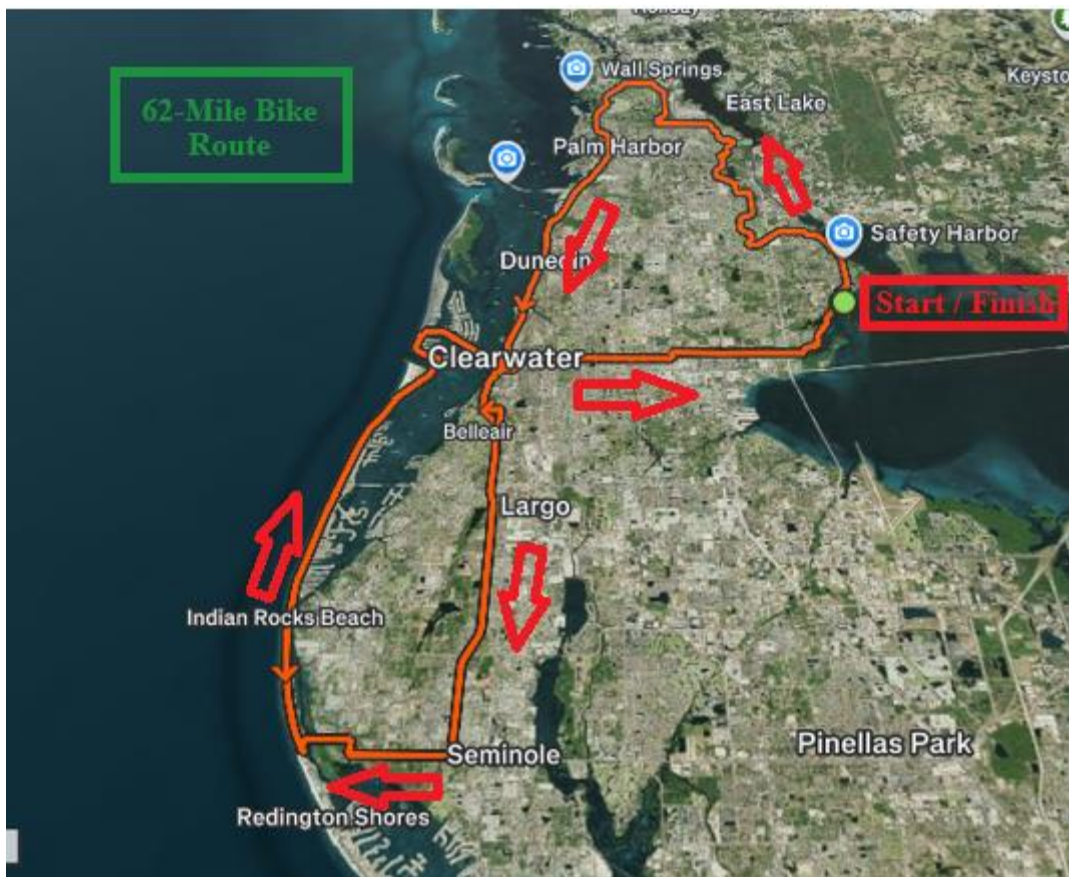 Wall Springs
62-Mile Bike
Route
East Lake
Palm Harbor
Safety Harbor
Dunedin
Start / Finish
Clearwater
Belleair
Largo
Indian Rocks Beach
Seminole
Pinellas Park
Redington Shores